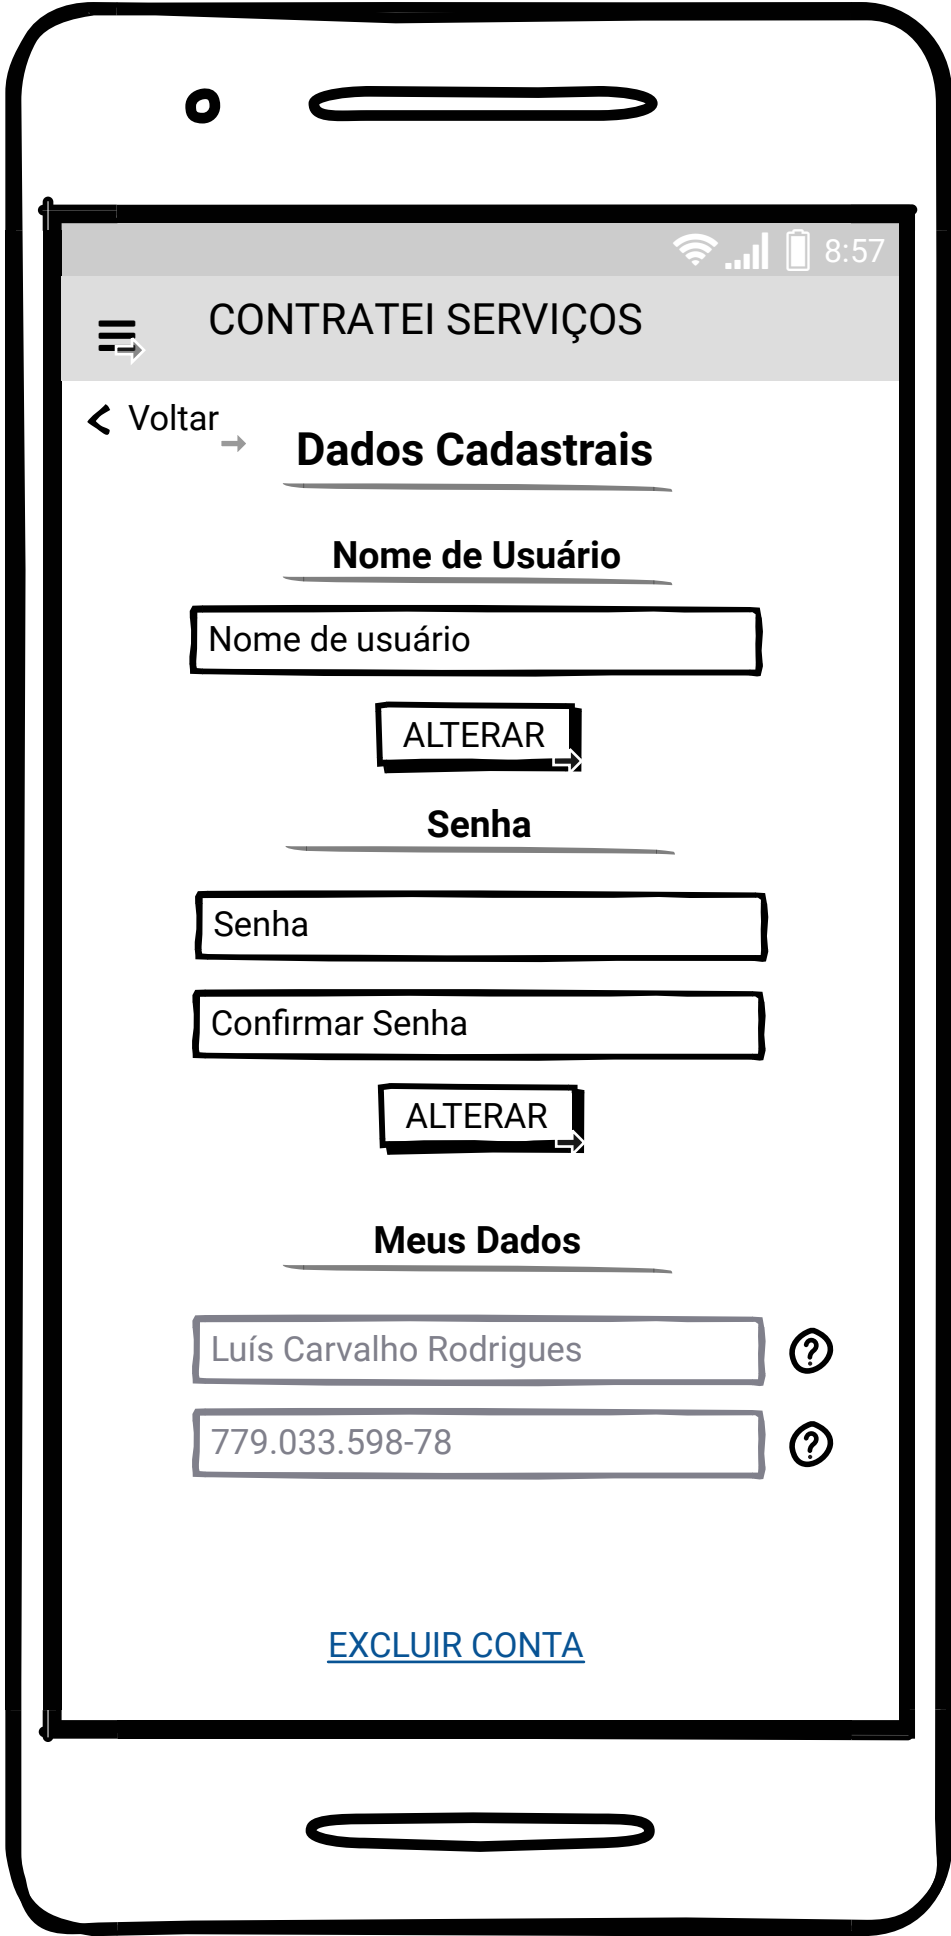 8:57
CONTRATEI SERVIÇOS
Voltar
Dados Cadastrais
Nome de Usuário
Nome de usuário
ALTERAR
Senha
Senha
Confirmar Senha
ALTERAR
Meus Dados
Luís Carvalho Rodrigues
?
779.033.598-78
?
EXCLUIR CONTA